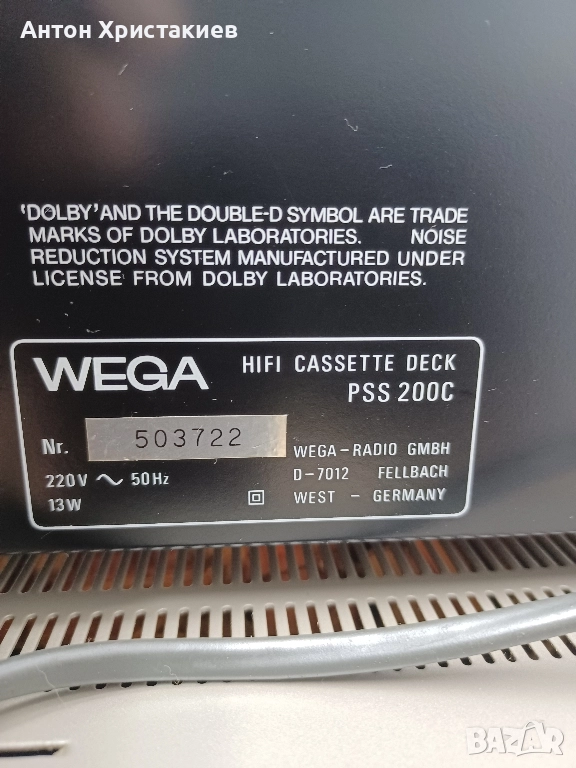 Антон Христакиев
'DOLBY' AND THE DOUBLE-D SYMBOL ARE TRADE
MARKS OF DOLBY LABORATORIES. NOISE
REDUCTION SYSTEM MANUFACTURED UNDER
LICENSE FROM DOLBY LABORATORIES.
WEGA HIFI CASSETTE DECK
PSS 200C
Nr. 503722 WEGA-RADIO GMBH
220V ~ 50Hz D-7012 FELLBACH
13W WEST - GERMANY
BAZAR